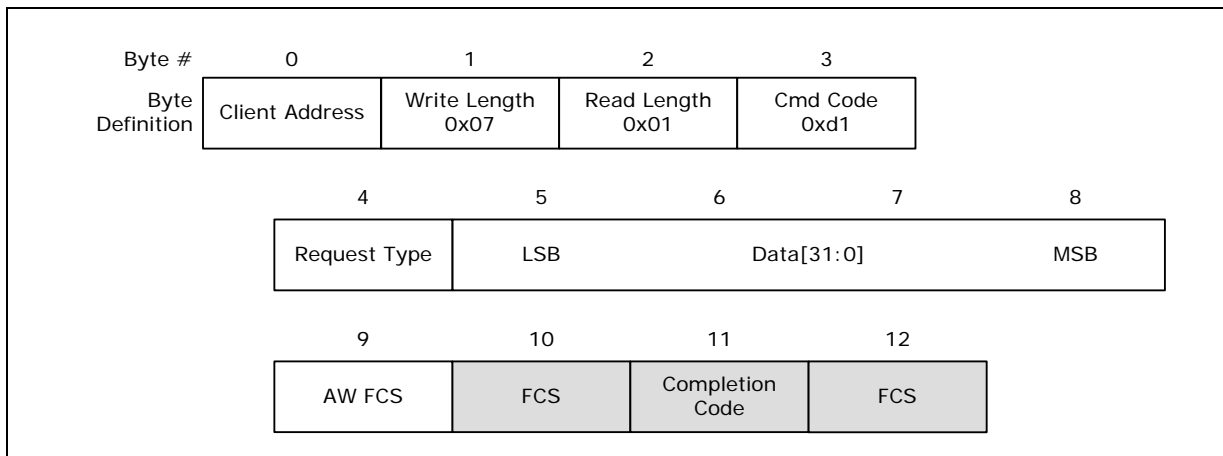 Byte # 0 1 2 3
Byte Definition
Client Address
Write Length 0x07
Read Length 0x01
Cmd Code 0xd1
4 5 6 7 8
Request Type LSB Data[31:0] MSB
9 10 11 12
AW FCS
FCS
Completion Code
FCS